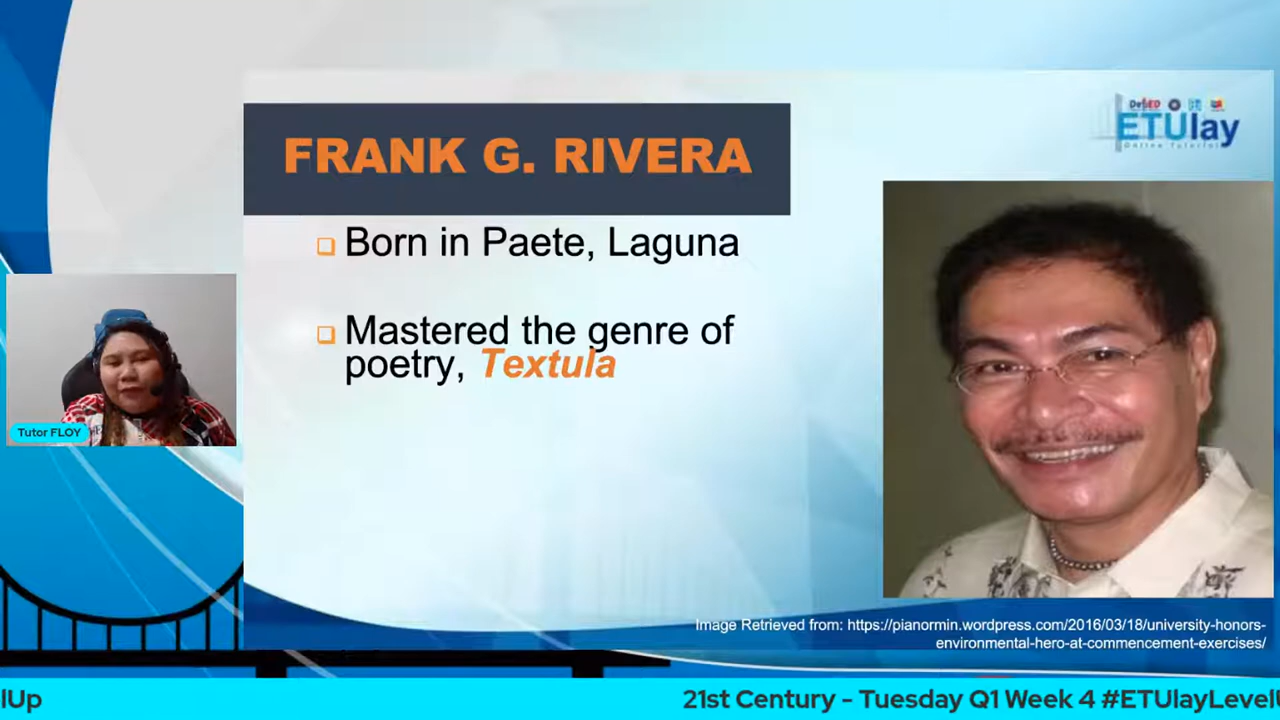 FRANK G. RIVERA
DepED
ETUlay
Online Tutorial
Born in Paete, Laguna
Mastered the genre of
poetry, Textula
Tutor FLOY
Image Retrieved from: https://pianormin.wordpress.com/2016/03/18/university-honors-
environmental-hero-at-commencement-exercises/
lUp 21st Century - Tuesday Q1 Week 4 #ETUlayLevelU